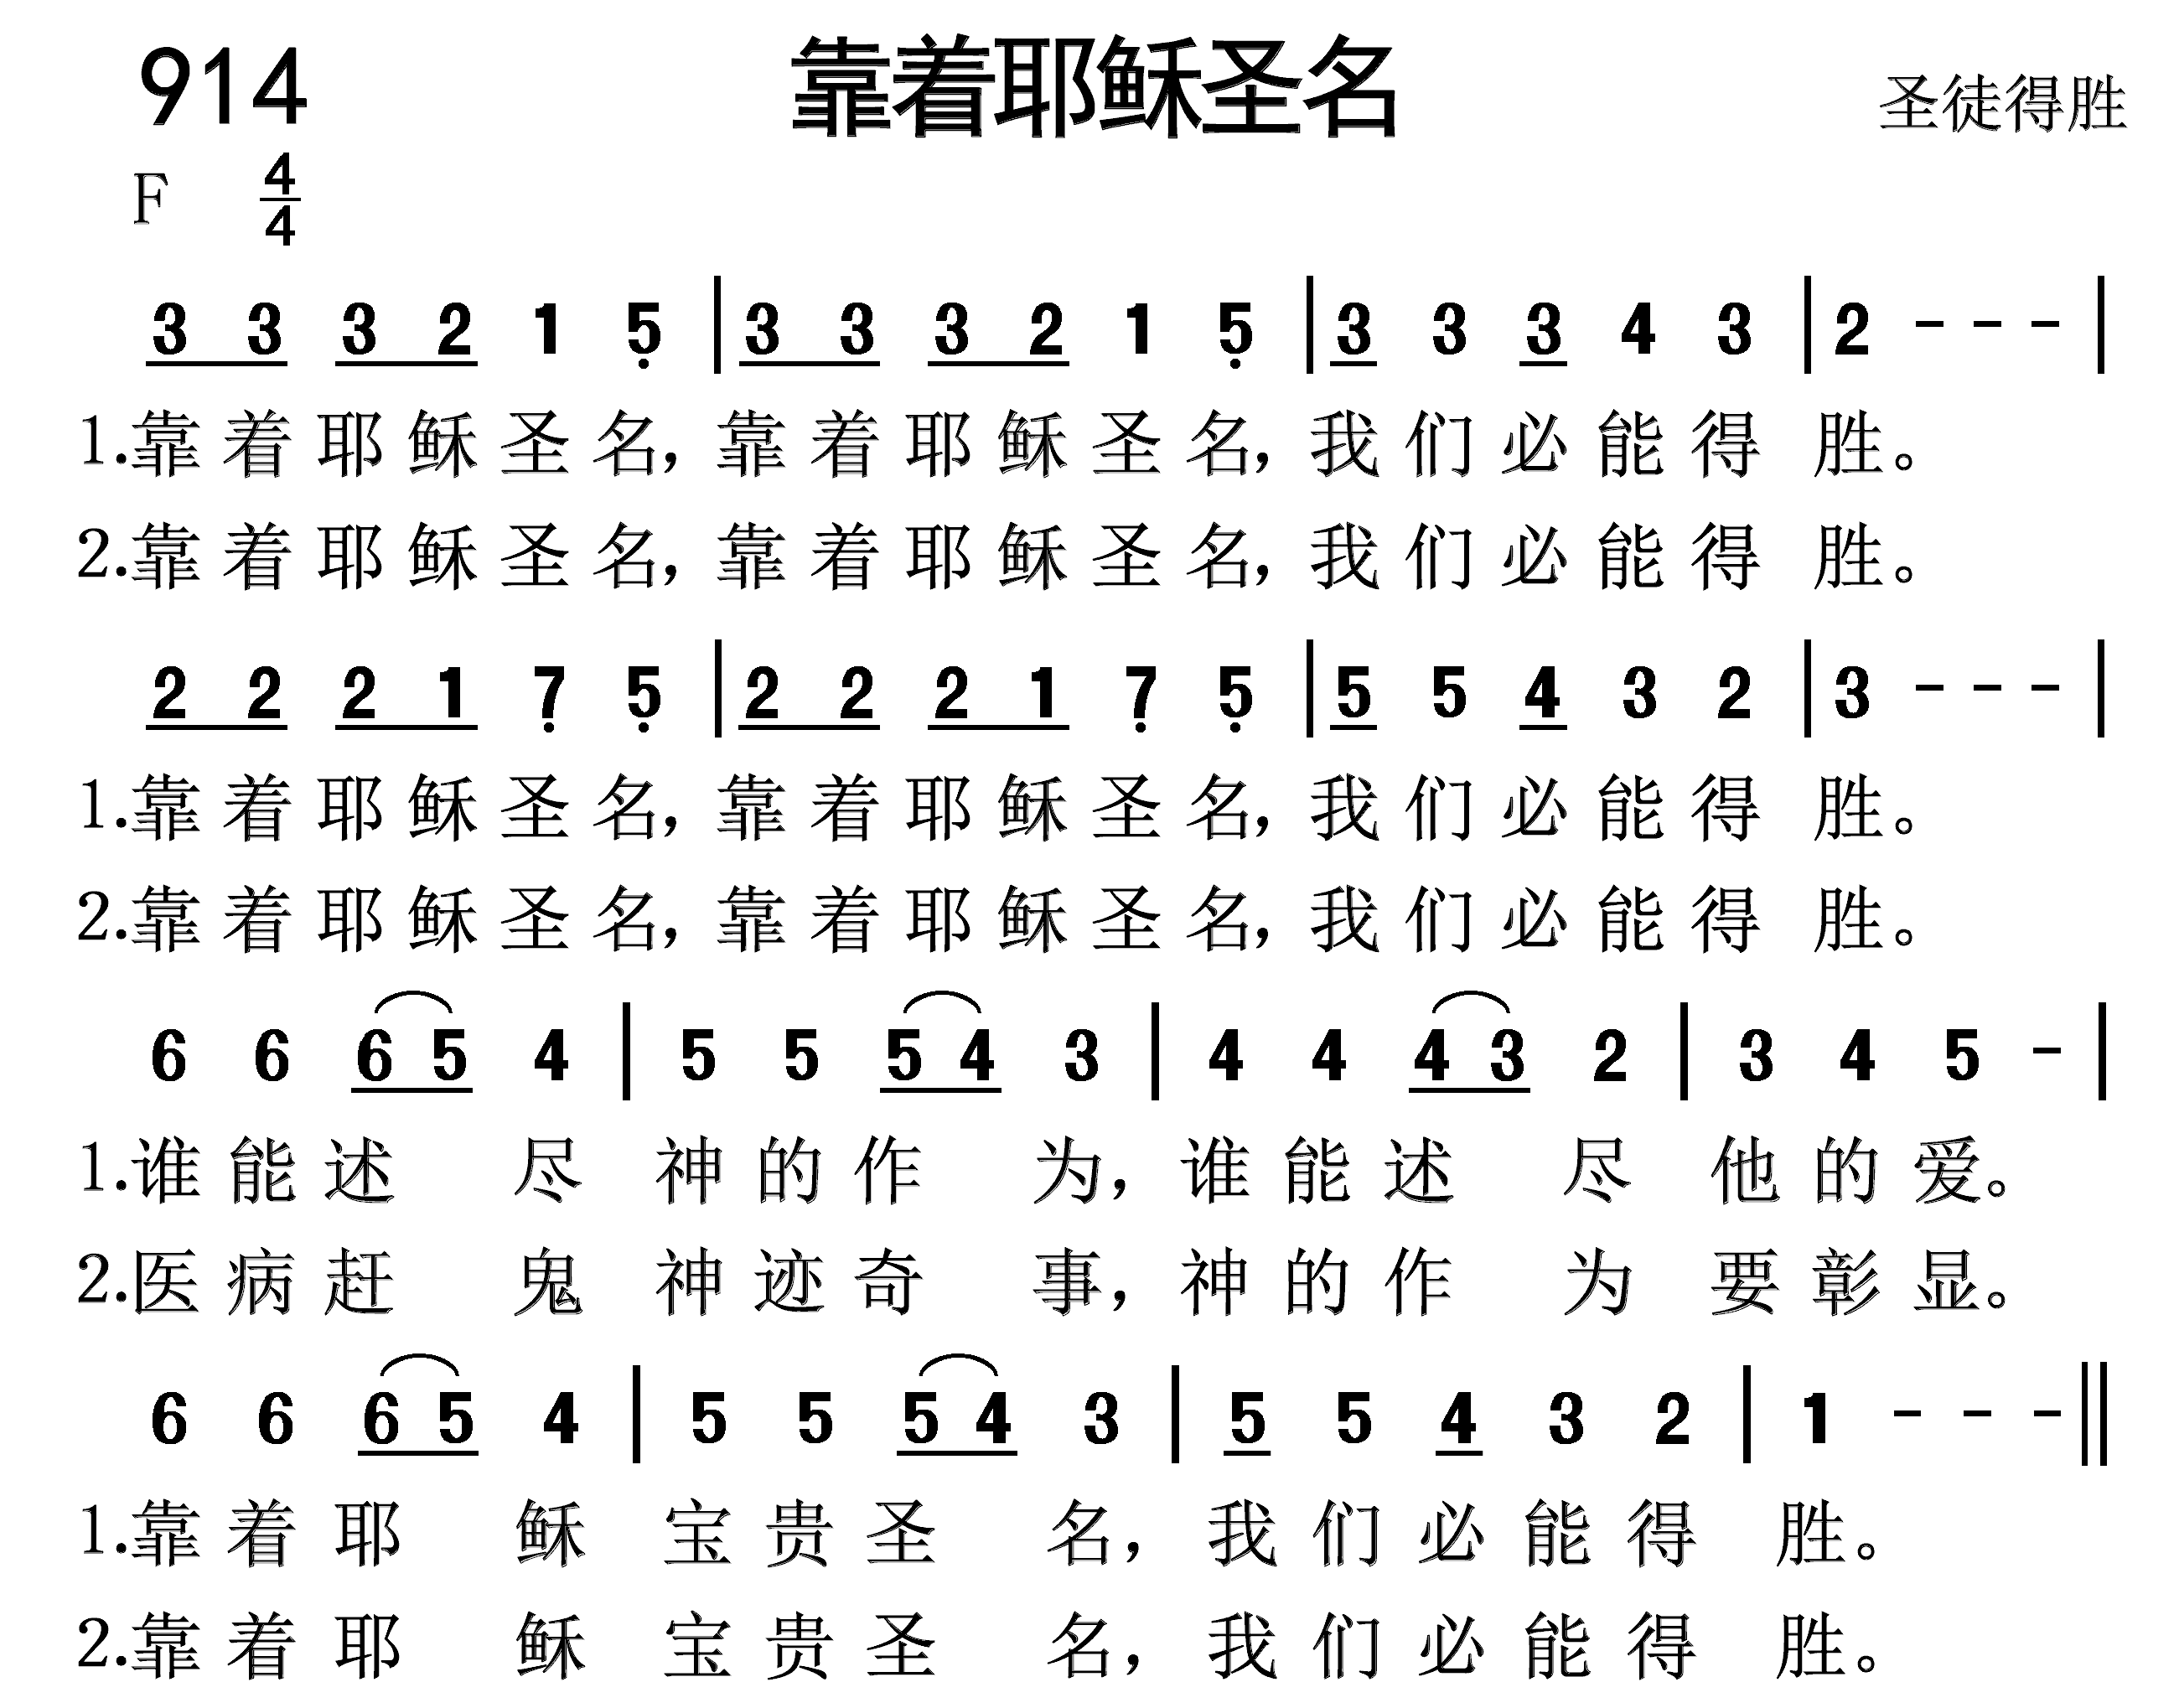 914 靠着耶稣圣名 圣徒得胜
F 4/4
3 3 3 2 1 5 | 3 3 3 2 1 5 | 3 3 3 4 3 | 2 - - - |
1.靠着耶稣圣名,靠着耶稣圣名,我们必能得胜。
2.靠着耶稣圣名,靠着耶稣圣名,我们必能得胜。
2 2 2 1 7 5 | 2 2 2 1 7 5 | 5 5 4 3 2 | 3 - - - |
1.靠着耶稣圣名,靠着耶稣圣名,我们必能得胜。
2.靠着耶稣圣名,靠着耶稣圣名,我们必能得胜。
6 6 6 5 4 | 5 5 5 4 3 | 4 4 4 3 2 | 3 4 5 - |
1.谁能述尽神的作为,谁能述尽他的爱。
2.医病赶鬼神迹奇事,神的作为要彰显。
6 6 6 5 4 | 5 5 5 4 3 | 5 5 4 3 2 | 1 - - - ||
1.靠着耶稣宝贵圣名,我们必能得胜。
2.靠着耶稣宝贵圣名,我们必能得胜。